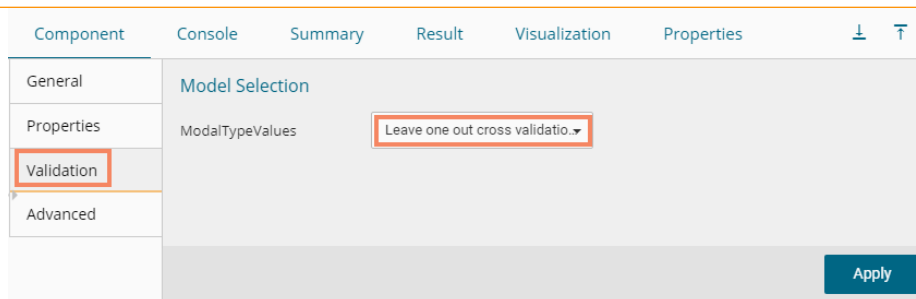 Component Console Summary Result Visualization Properties
General
Model Selection
Properties
ModalTypeValues Leave one out cross validatio..
Validation
Advanced
Apply